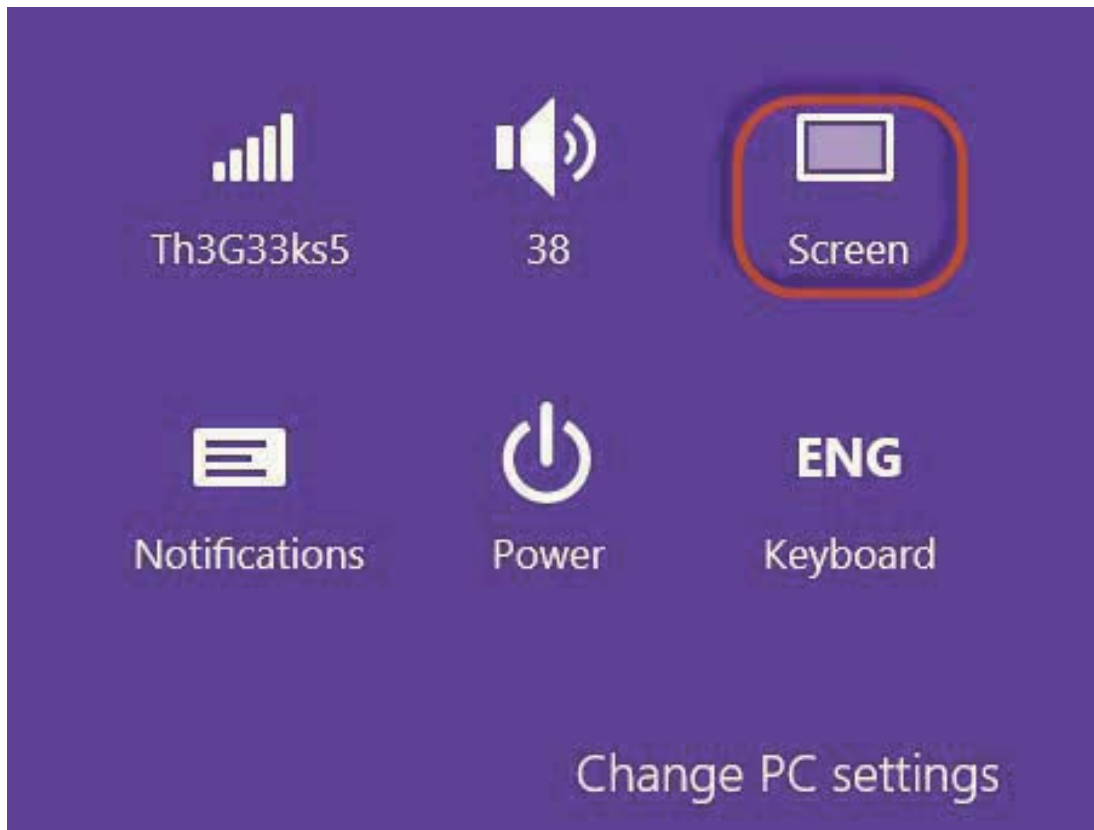 Th3G33ks5
38
Screen
Notifications
Power
ENG
Keyboard
Change PC settings